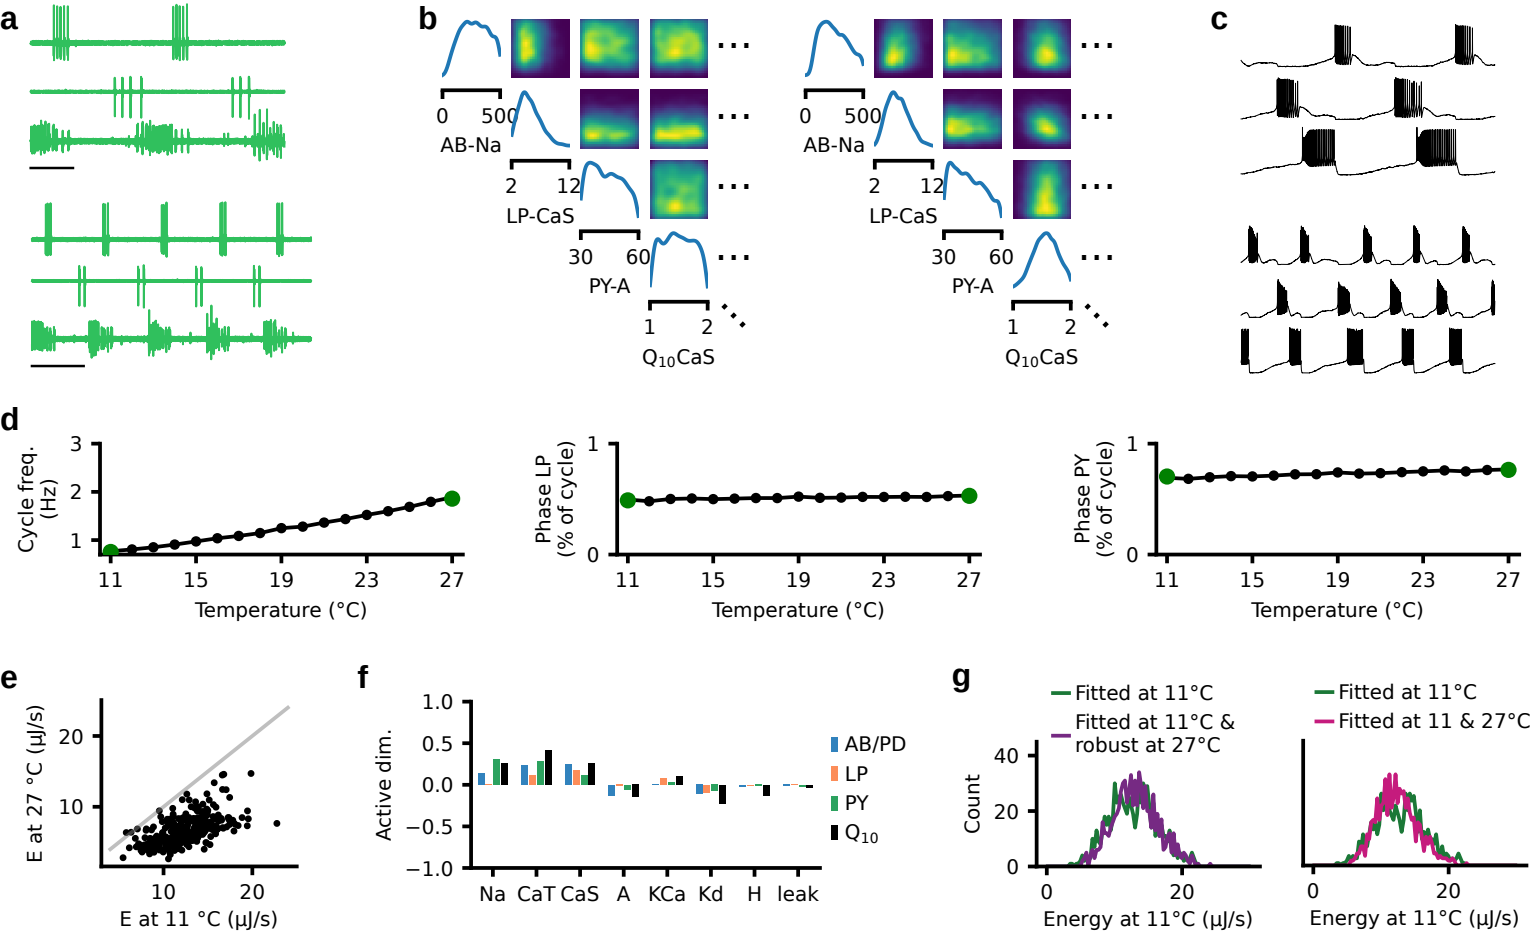 a
b
c
0 500
AB-Na
2 12
LP-CaS
30 60
PY-A
1 2
Q10CaS
0 500
AB-Na
2 12
LP-CaS
30 60
PY-A
1 2
Q10CaS
d
Cycle freq.
(Hz)
3
2
1
11 15 19 23 27
Temperature (°C)
Phase LP
(% of cycle)
1
0
11 15 19 23 27
Temperature (°C)
Phase PY
(% of cycle)
1
0
11 15 19 23 27
Temperature (°C)
e
E at 27 °C (μJ/s)
20
10
10 20
E at 11 °C (μJ/s)
f
Active dim.
1.0
0.5
0.0
−0.5
−1.0
Na CaT CaS A KCa Kd H leak
AB/PD
LP
PY
Q10
g
Fitted at 11°C
Fitted at 11°C &
robust at 27°C
Count
40
20
0
0 20
Energy at 11°C (μJ/s)
Fitted at 11°C
Fitted at 11 & 27°C
0 20
Energy at 11°C (μJ/s)